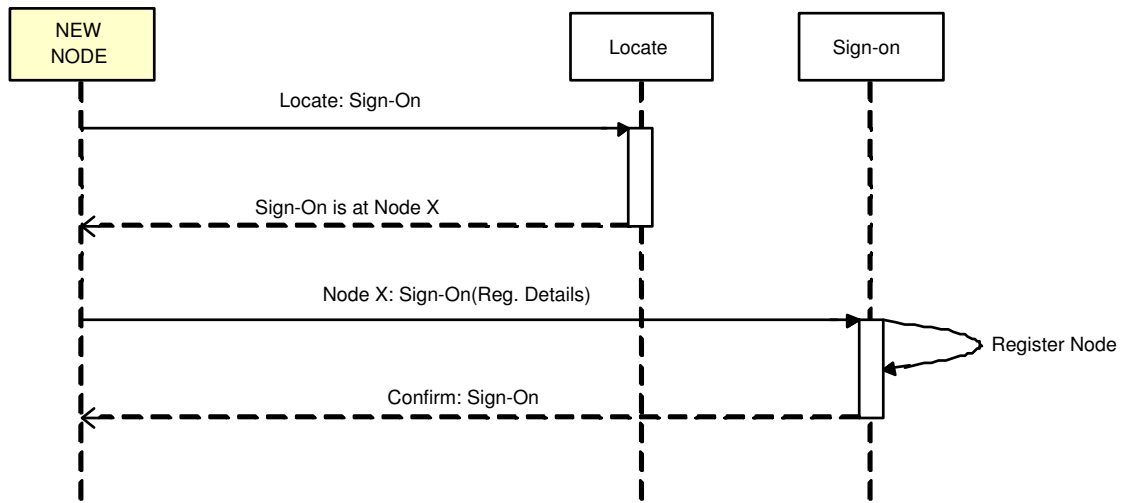 NEW
NODE
Locate
Sign-on
Locate: Sign-On
Sign-On is at Node X
Node X: Sign-On(Reg. Details)
Register Node
Confirm: Sign-On